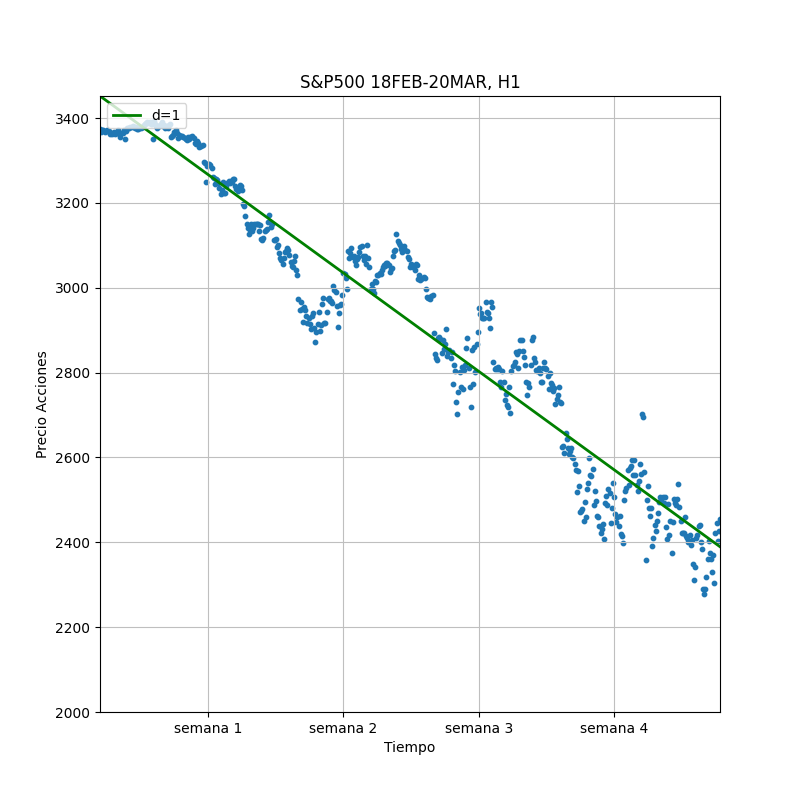 S&P500 18FEB-20MAR, H1
d=1
3400
3200
3000
2800
2600
2400
2200
2000
Precio Acciones
semana 1 semana 2 semana 3 semana 4
Tiempo